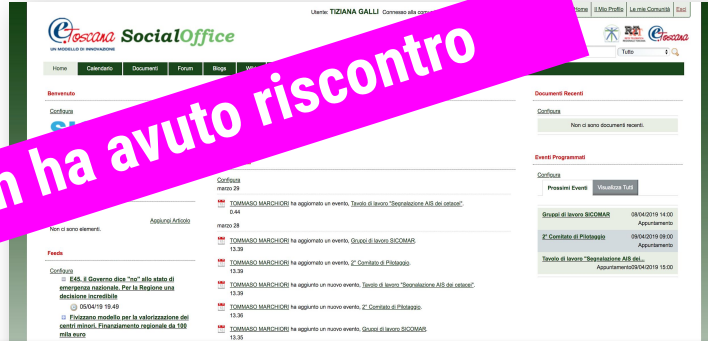 Utente: TIZIANA GALLI Connesso alla
Home Il Mio Profilo Le mie Comunità Esci
eToscana SocialOffice
UN MODELLO DI INNOVAZIONE
eToscana
Tutto
Home Calendario Documenti Forum Blogs
ha avuto riscontro
Benvenuto
Configura
Aggiungi Articolo
Non ci sono elementi.
Feeds
Configura
E45, il Governo dice "no" allo stato di
emergenza nazionale. Per la Regione una
decisione incredibile
05/04/19 19.49
Fivizzano modello per la valorizzazione dei
centri minori. Finanziamento regionale da 100
mila euro
Configura
marzo 29
TOMMASO MARCHIORI ha aggiornato un evento, Tavolo di lavoro "Segnalazione AIS dei cetacei".
0.44
marzo 28
TOMMASO MARCHIORI ha aggiornato un evento, Gruppi di lavoro SICOMAR.
13.39
TOMMASO MARCHIORI ha aggiornato un evento, 2° Comitato di Pilotaggio.
13.39
TOMMASO MARCHIORI ha aggiunto un nuovo evento, Tavolo di lavoro "Segnalazione AIS dei cetacei".
13.39
TOMMASO MARCHIORI ha aggiunto un nuovo evento, 2° Comitato di Pilotaggio.
13.36
TOMMASO MARCHIORI ha aggiunto un nuovo evento, Gruppi di lavoro SICOMAR.
13.35
Documenti Recenti
Configura
Non ci sono documenti recenti.
Eventi Programmati
Configura
Prossimi Eventi Visualizza Tutti
Gruppi di lavoro SICOMAR 08/04/2019 14:00
Appuntamento
2° Comitato di Pilotaggio 09/04/2019 09:00
Appuntamento
Tavolo di lavoro "Segnalazione AIS dei...
Appuntamento 09/04/2019 15:00